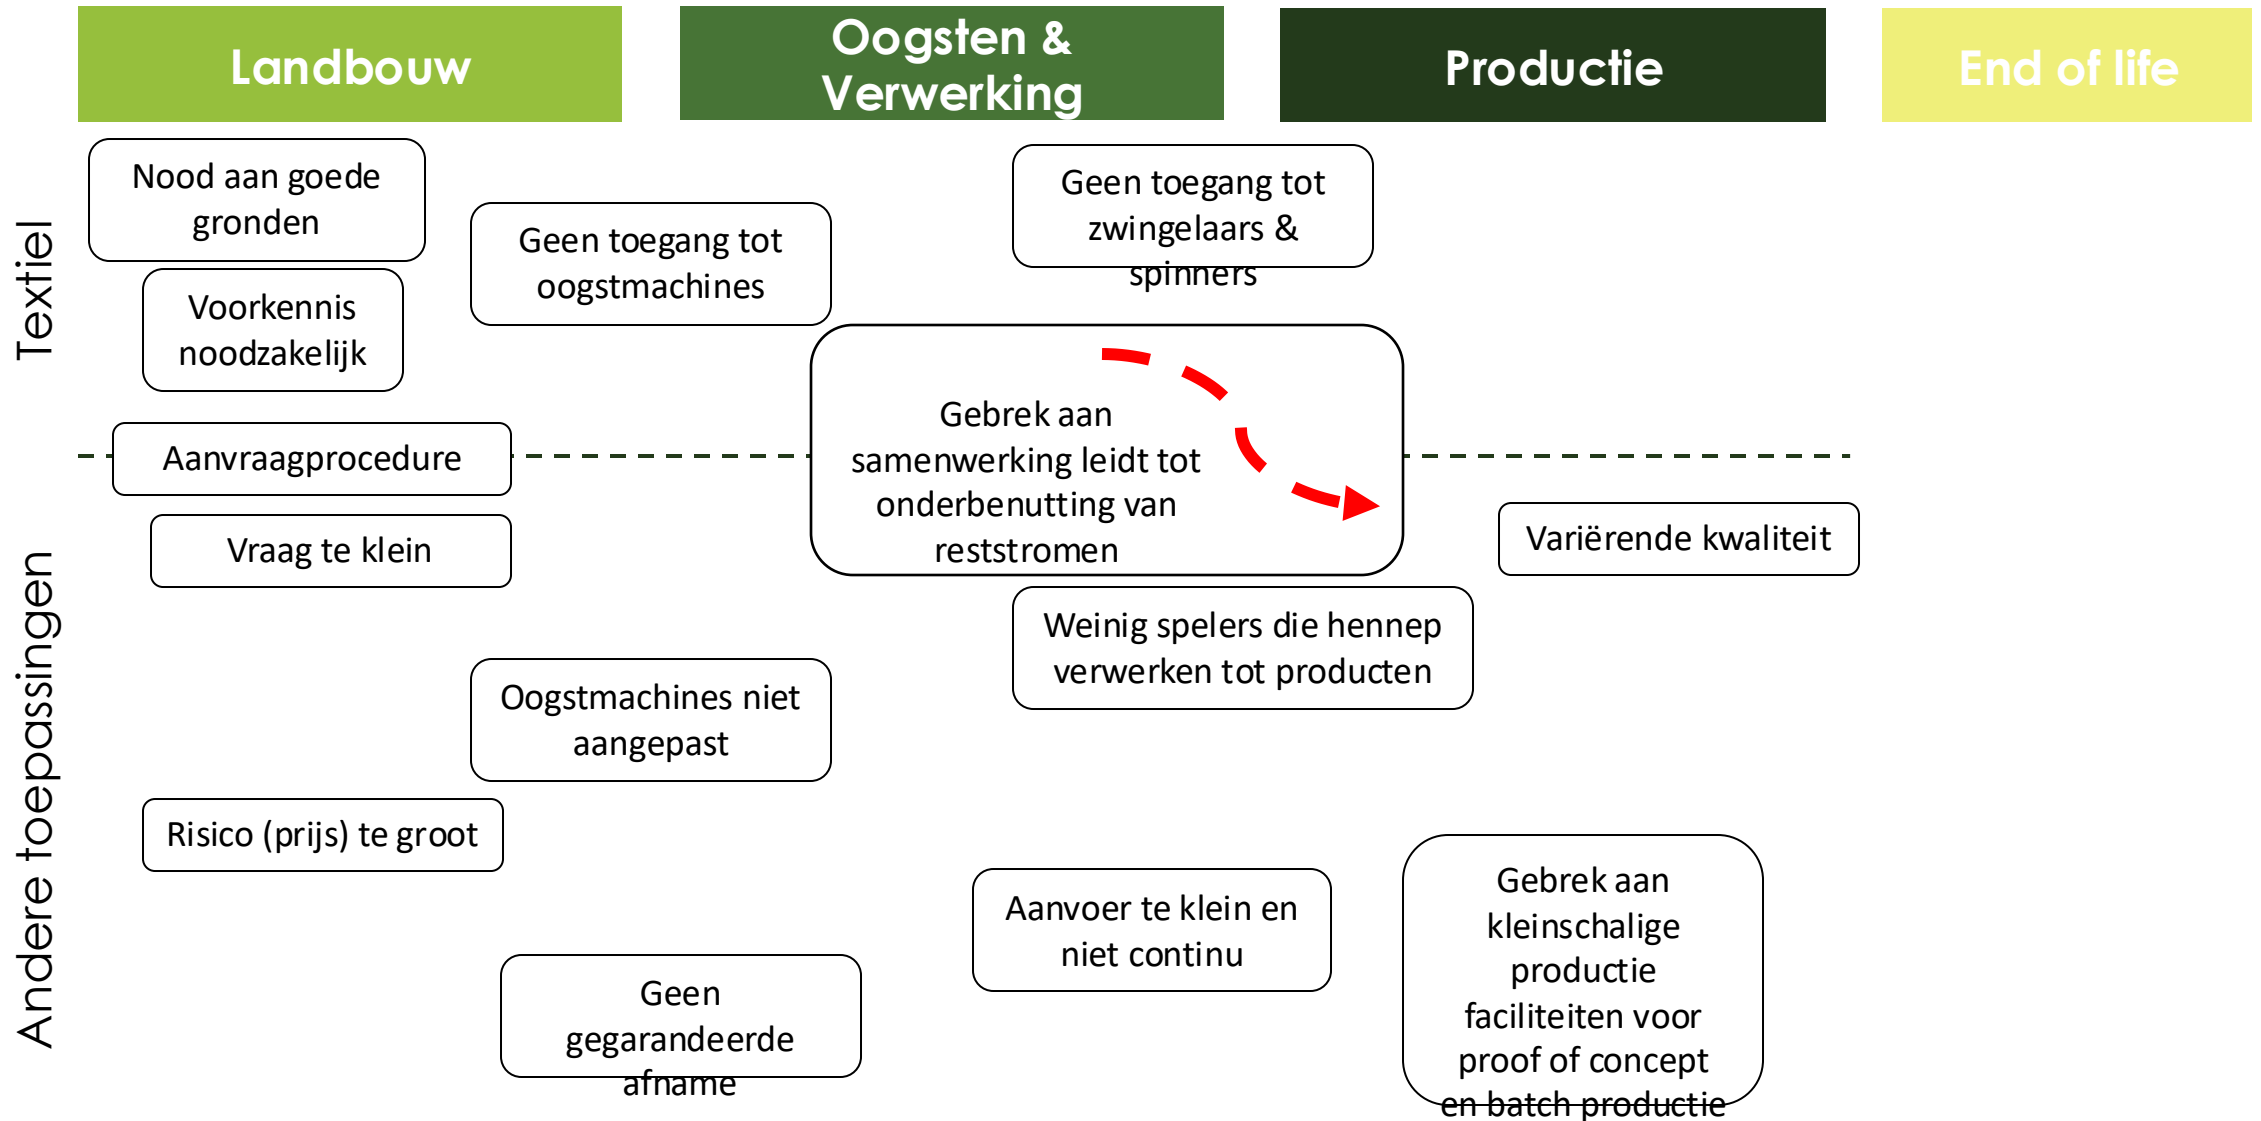 Landbouw
Oogsten &
Verwerking
Productie
End of life
Textiel
Nood aan goede
gronden
Voorkennis
noodzakelijk
Geen toegang tot
oogstmachines
Geen toegang tot
zwingelaars &
spinners
Aanvraagprocedure
Gebrek aan
samenwerking leidt tot
onderbenutting van
reststromen
Andere toepassingen
Vraag te klein
Variërende kwaliteit
Weinig spelers die hennep
verwerken tot producten
Oogstmachines niet
aangepast
Risico (prijs) te groot
Aanvoer te klein en
niet continu
Gebrek aan
kleinschalige
productie
faciliteiten voor
proof of concept
en batch productie
Geen
gegarandeerde
afname